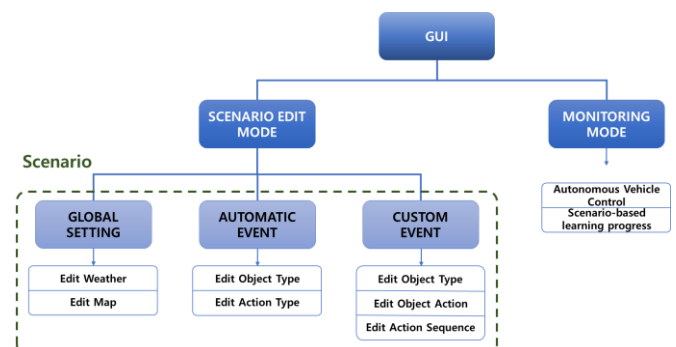 GUI
SCENARIO EDIT
MODE
MONITORING
MODE
Scenario
Autonomous Vehicle
Control
Scenario-based
learning progress
GLOBAL
SETTING
AUTOMATIC
EVENT
CUSTOM
EVENT
Edit Weather
Edit Map
Edit Object Type
Edit Action Type
Edit Object Type
Edit Object Action
Edit Action Sequence